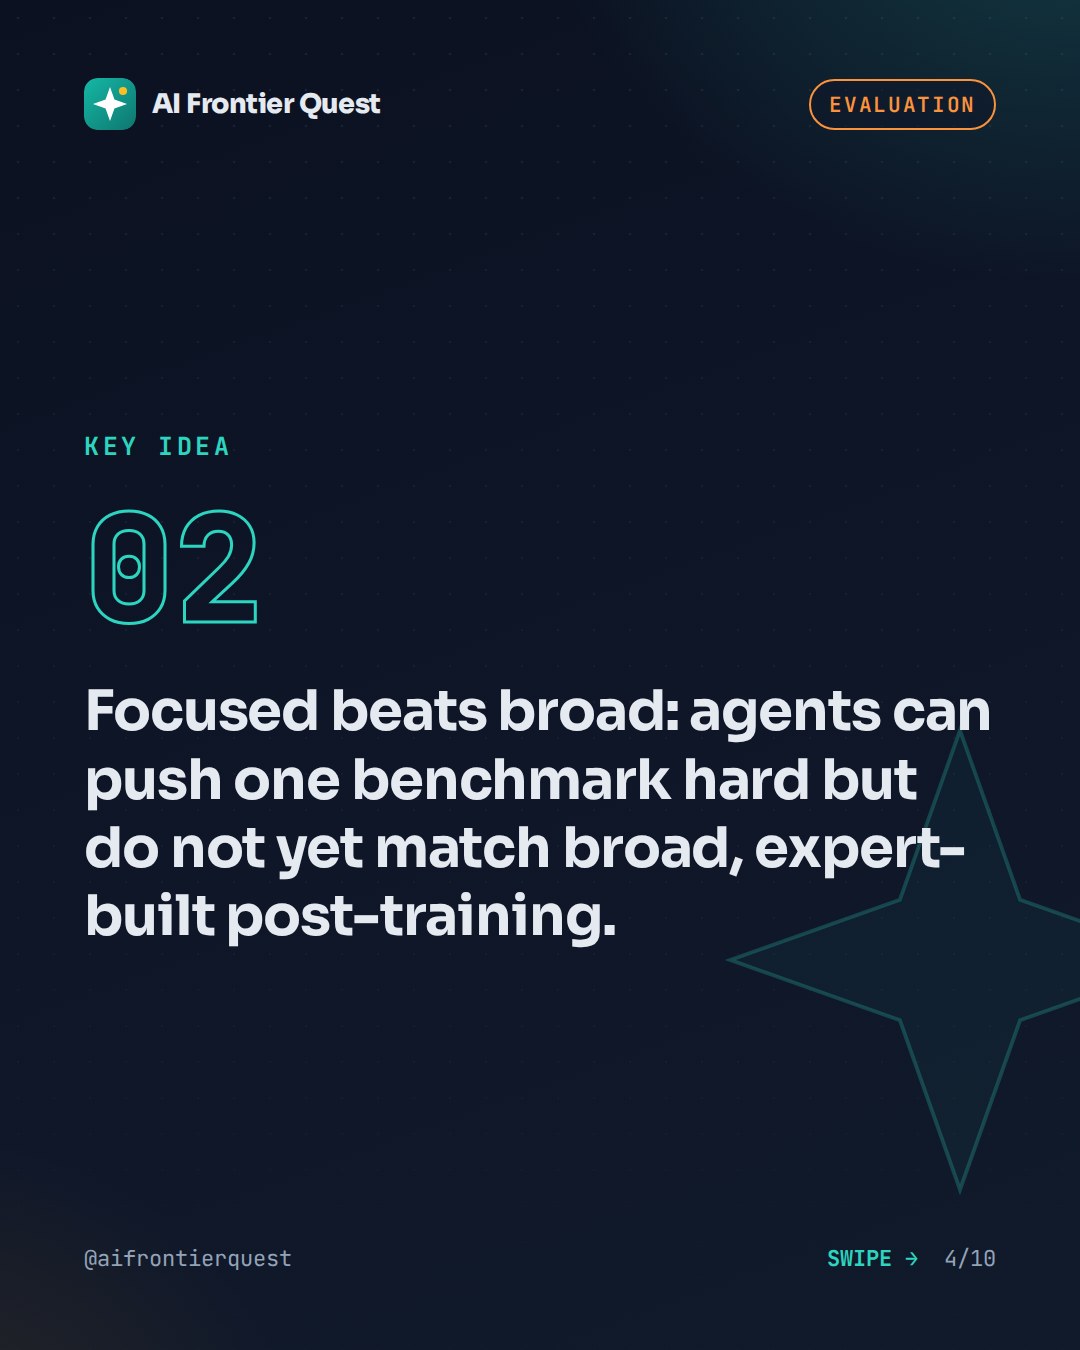 AI Frontier Quest
EVALUATION
KEY IDEA
02
Focused beats broad: agents can
push one benchmark hard but
do not yet match broad, expert-
built post-training.
@aifrontierquest
SWIPE → 4/10